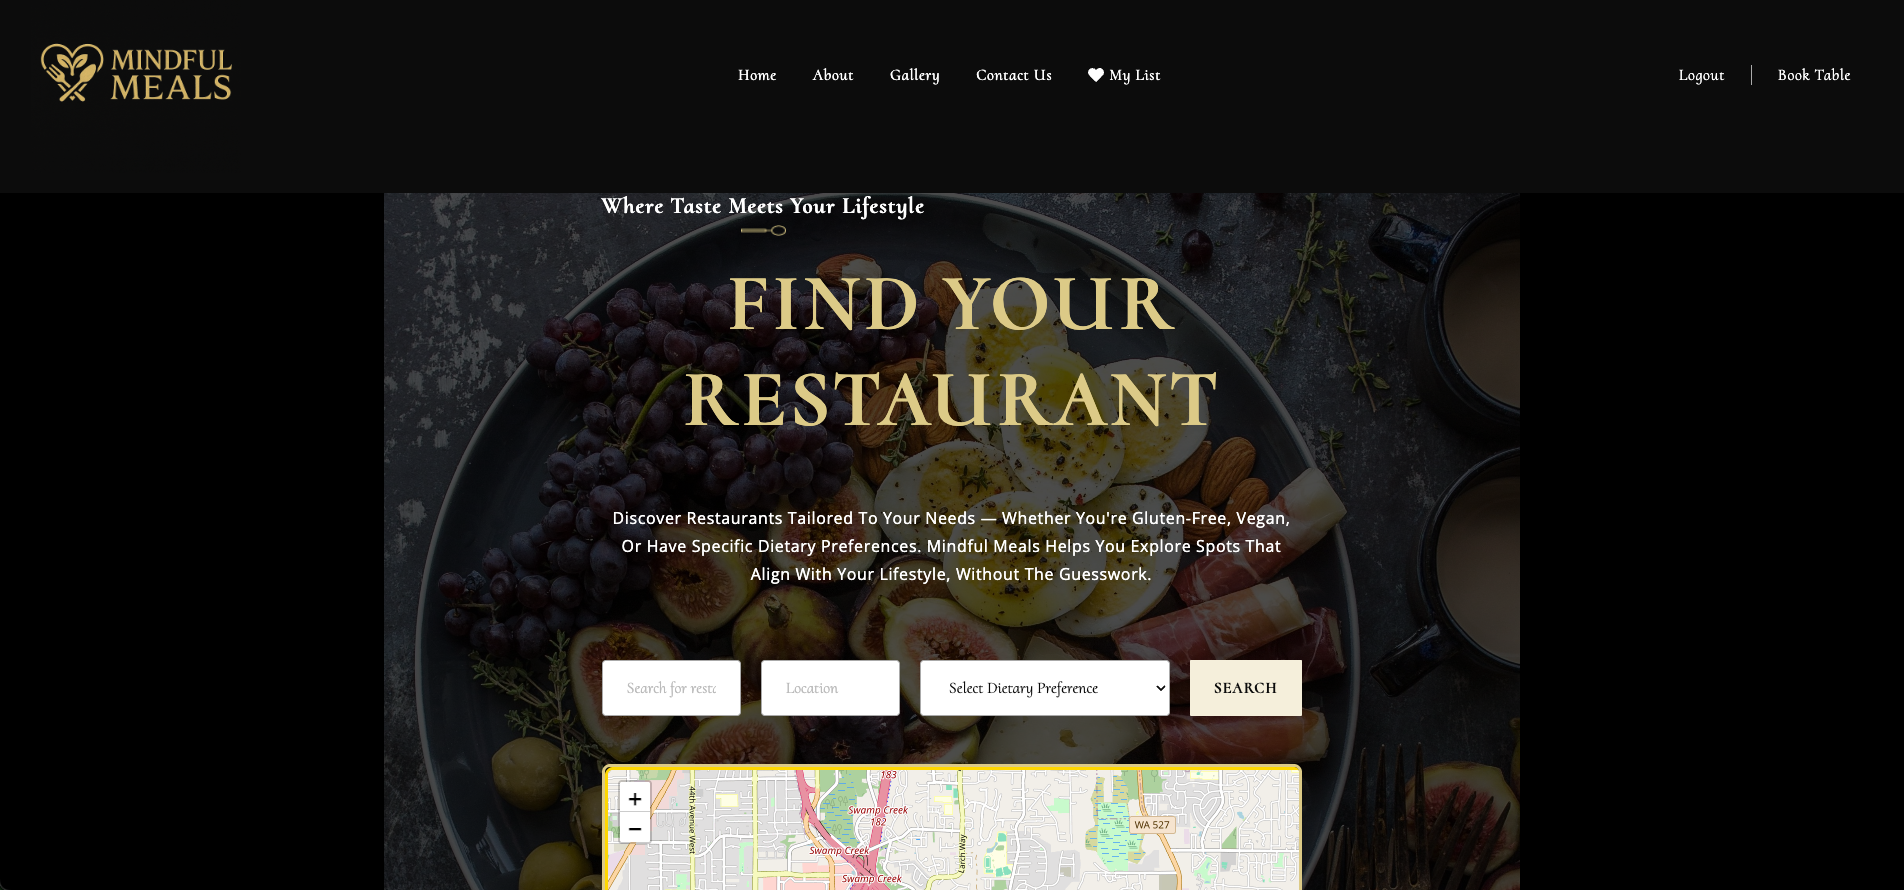 MINDFUL
MEALS
Home About Gallery Contact Us My List
Logout Book Table
Where Taste Meets Your Lifestyle
FIND YOUR
RESTAURANT
Discover Restaurants Tailored To Your Needs — Whether You're Gluten-Free, Vegan,
Or Have Specific Dietary Preferences. Mindful Meals Helps You Explore Spots That
Align With Your Lifestyle, Without The Guesswork.
Search for resta Location Select Dietary Preference SEARCH
+
−
44th Avenue West
183
Swamp Creek
182
WA 527
Larch Way
Swamp Creek
Swamp Creek